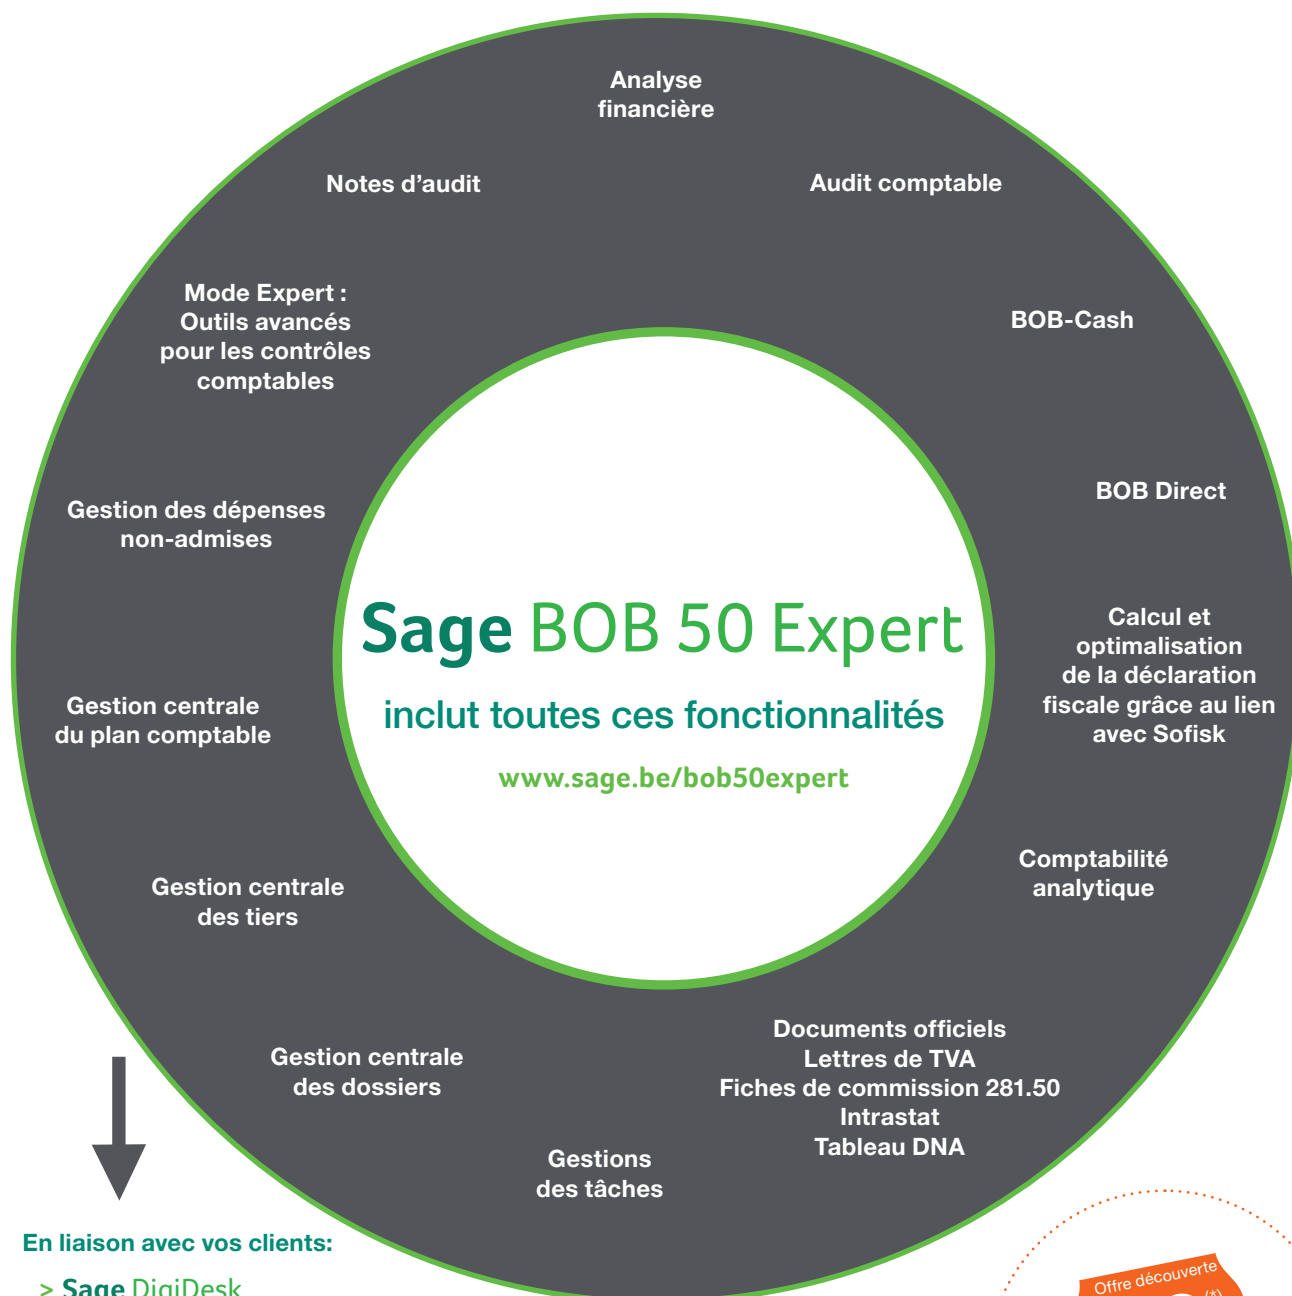 Analyse
financière
Notes d'audit
Audit comptable
Mode Expert :
Outils avancés
pour les contrôles
comptables
BOB-Cash
BOB Direct
Gestion des dépenses
non-admises
Sage BOB 50 Expert
inclut toutes ces fonctionnalités
www.sage.be/bob50expert
Calcul et
optimalisation
de la déclaration
fiscale grâce au lien
avec Sofisk
Gestion centrale
du plan comptable
Comptabilité
analytique
Gestion centrale
des tiers
Documents officiels
Lettres de TVA
Fiches de commission 281.50
Intrastat
Tableau DNA
Gestion centrale
des dossiers
Gestions
des tâches
En liaison avec vos clients:
> Sage DigiDesk
Offre découverte
(*)